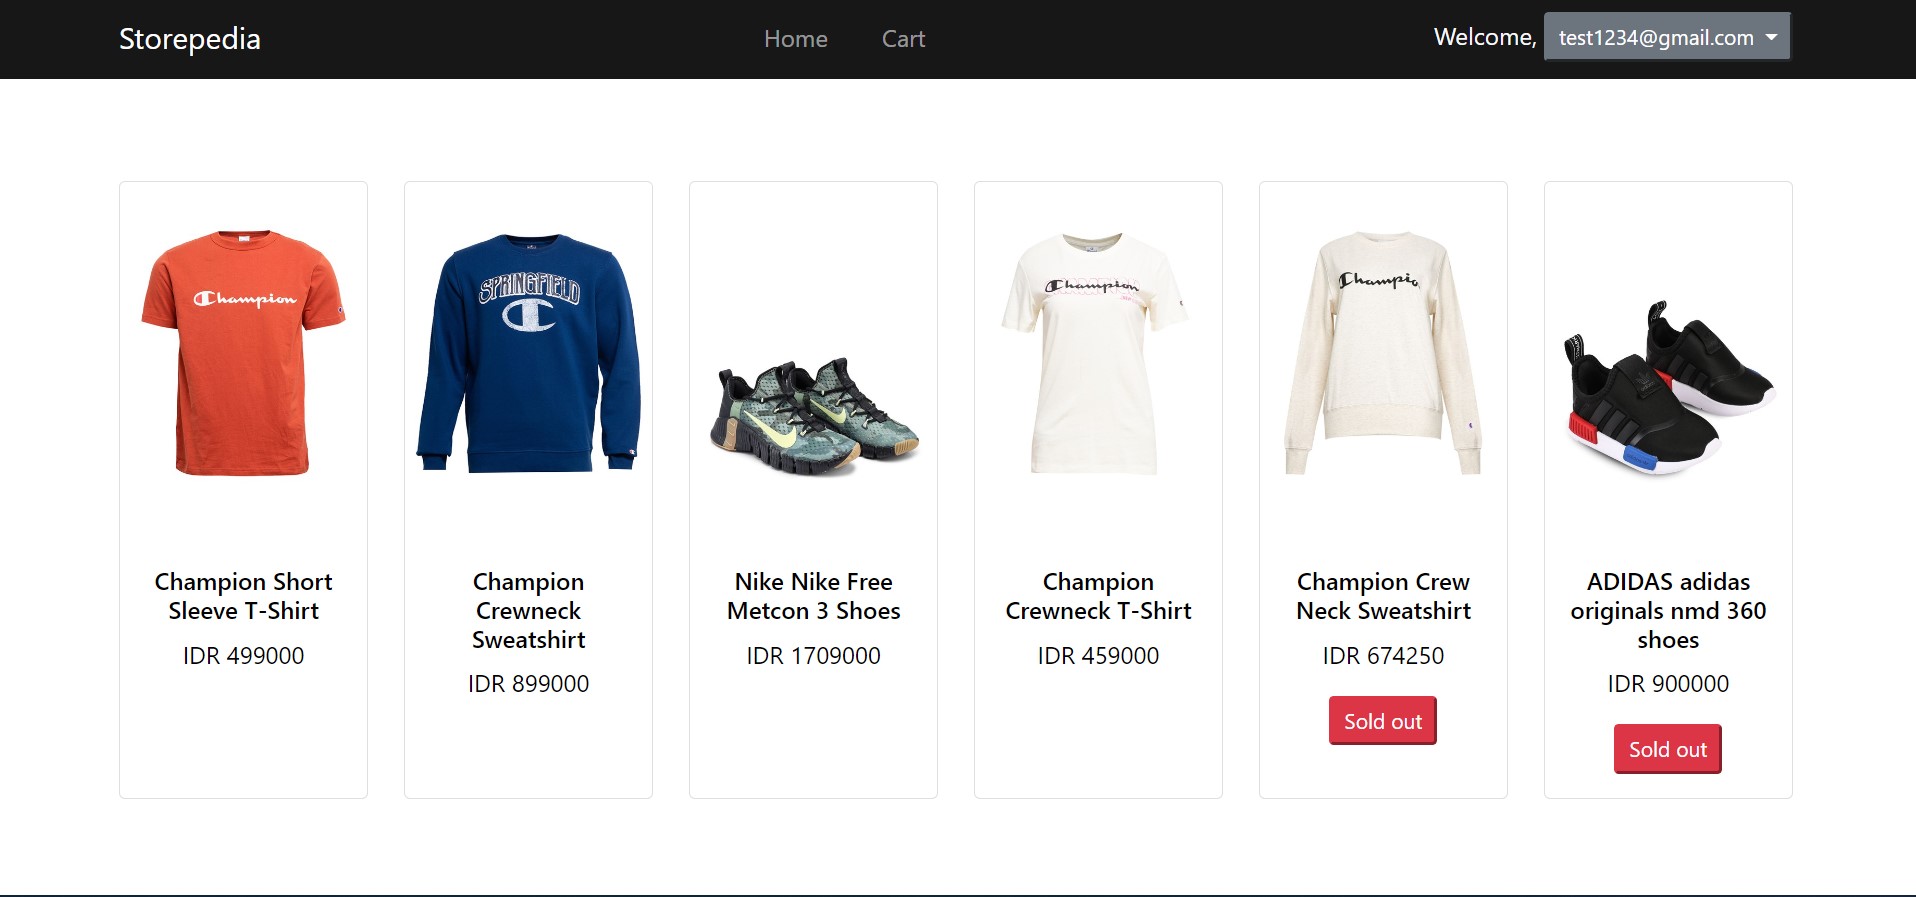 Storepedia
Home
Cart
Welcome,
test1234@gmail.com
Champion
SPRINGFIELD
Champion
Champio
Champion Short
Sleeve T-Shirt
IDR 499000
Champion
Crewneck
Sweatshirt
IDR 899000
Nike Nike Free
Metcon 3 Shoes
IDR 1709000
Champion
Crewneck T-Shirt
IDR 459000
Champion Crew
Neck Sweatshirt
IDR 674250
Sold out
ADIDAS adidas
originals nmd 360
shoes
IDR 900000
Sold out